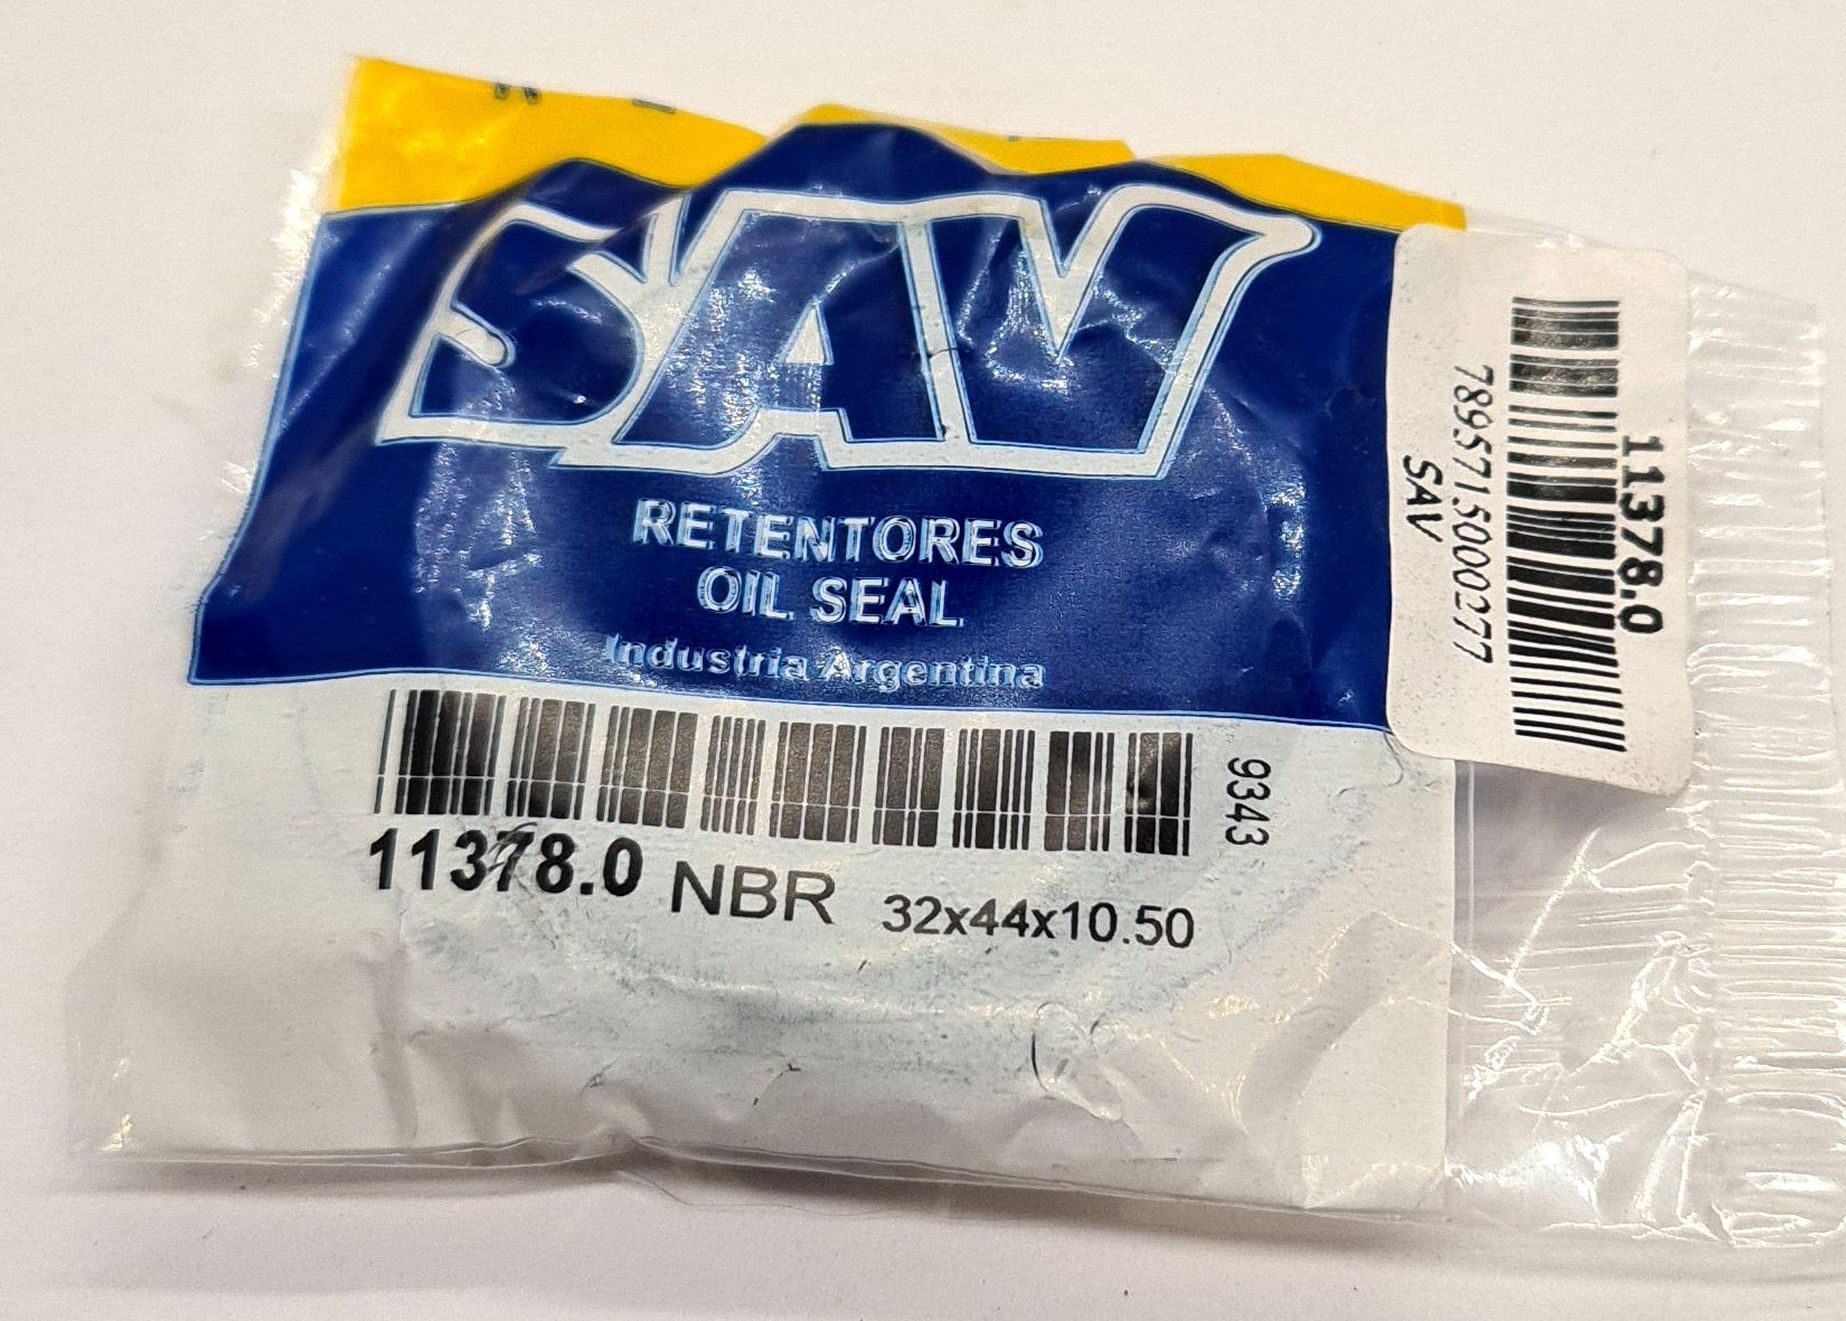 SAV
RETENTORES
OIL SEAL
Industria Argentina
9343
11378.0 NBR 32x44x10.50
11378.0
7895715000277
SAV